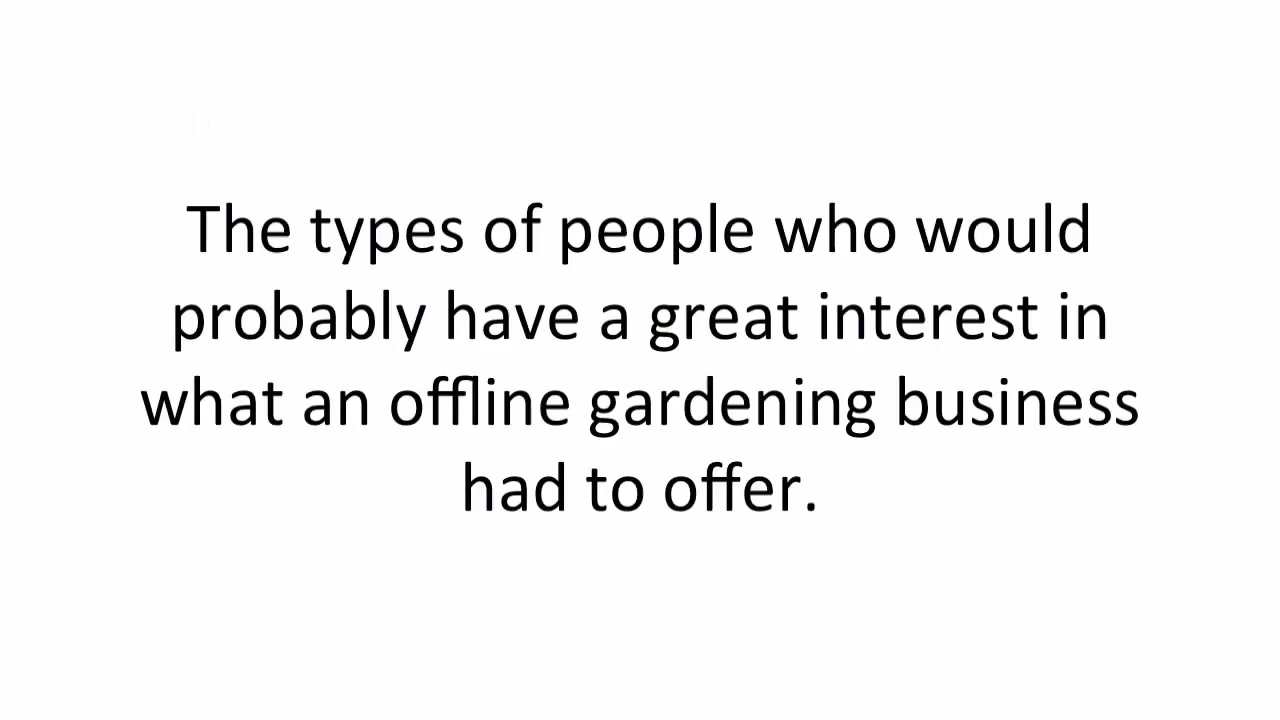 The types of people who would
probably have a great interest in
what an offline gardening business
had to offer.